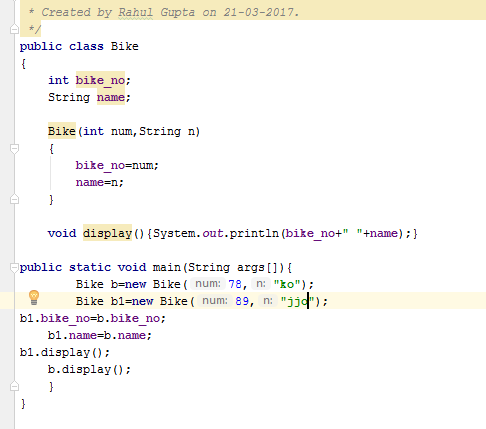 * Created by Rahul Gupta on 21-03-2017.
*/
public class Bike
{
int bike_no;
String name;
Bike(int num,String n)
{
bike_no=num;
name=n;
}
void display(){System.out.println(bike_no+" "+name);}
public static void main(String args[]){
Bike b=new Bike( num: 78, n: "ko");
Bike b1=new Bike( num: 89, n: "jjo");
b1.bike_no=b.bike_no;
b1.name=b.name;
b1.display();
b.display();
}
}